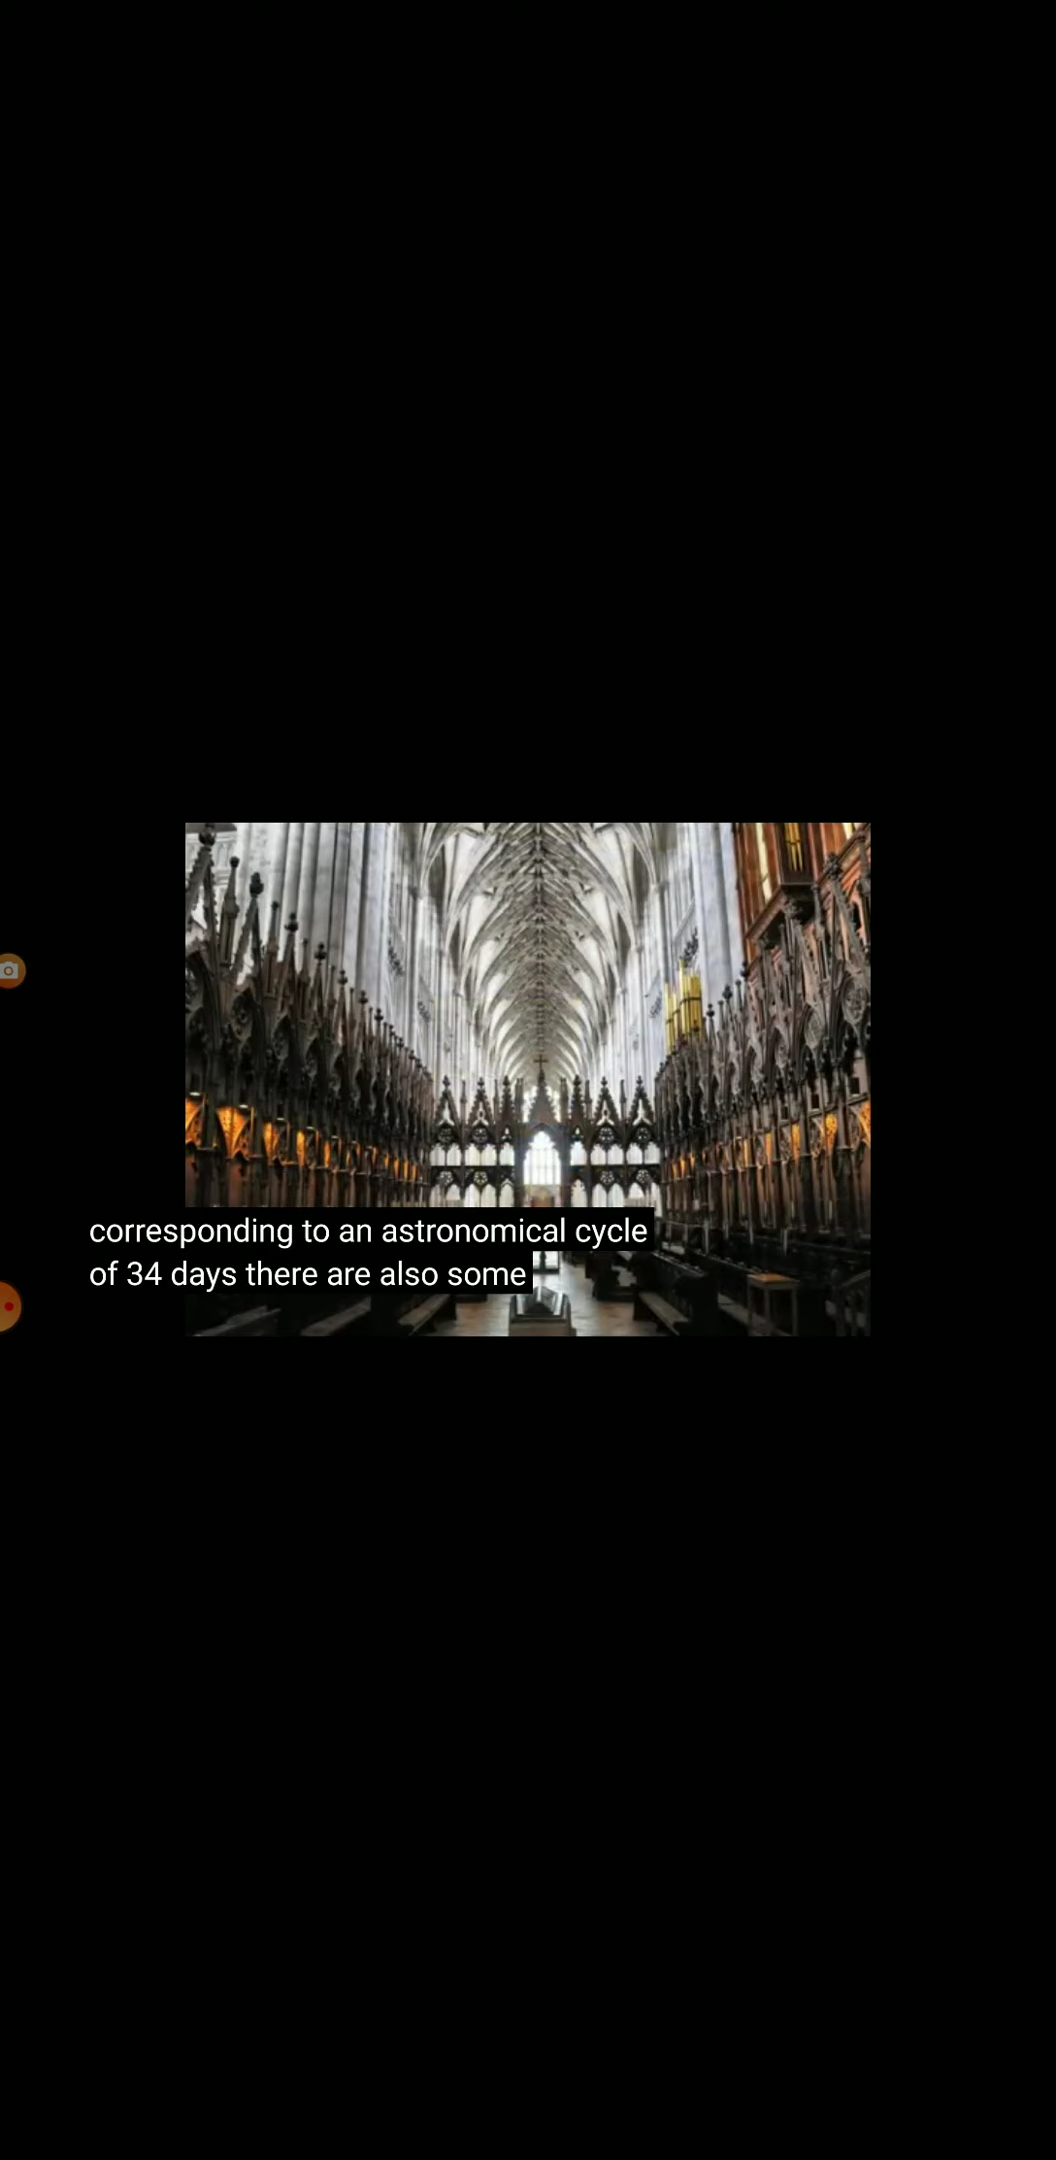 corresponding to an astronomical cycle
of 34 days there are also some